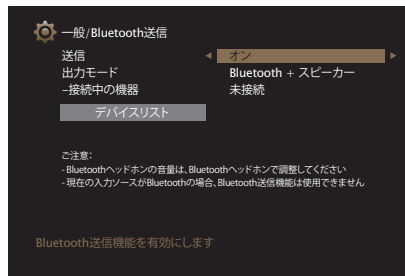 一般/Bluetooth送信
送信 オン
出力モード Bluetooth + スピーカー
–接続中の機器 未接続
デバイスリスト
ご注意：
- Bluetoothヘッドホンの音量は、Bluetoothヘッドホンで調整してください
- 現在の入力ソースがBluetoothの場合、Bluetooth送信機能は使用できません
Bluetooth送信機能を有効にします